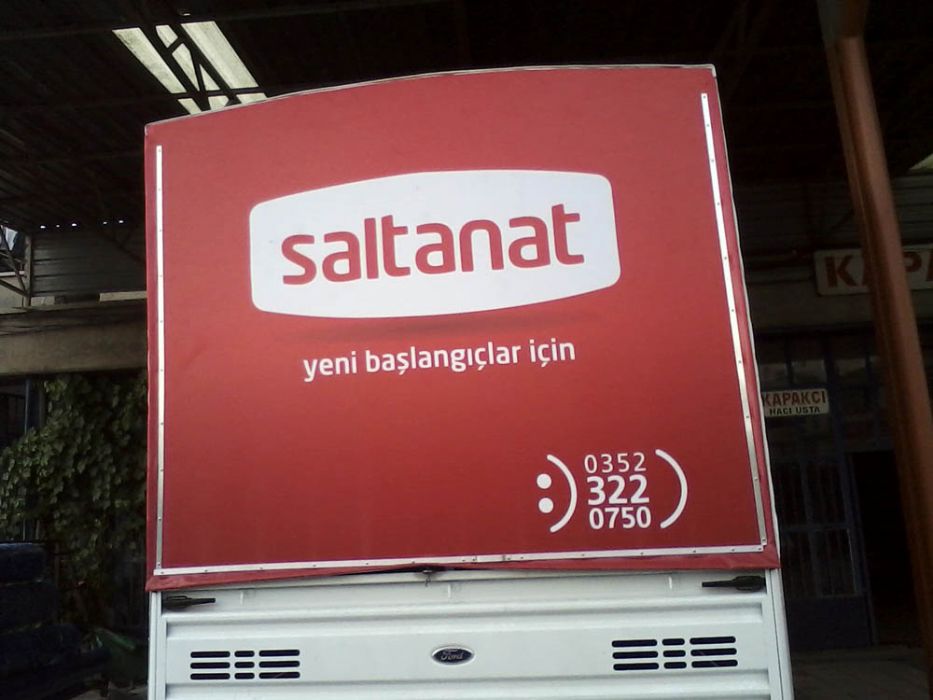 saltanat
yeni başlangıçlar için
0352
322
0750
Ford
KAPAKCI
HACI USTA